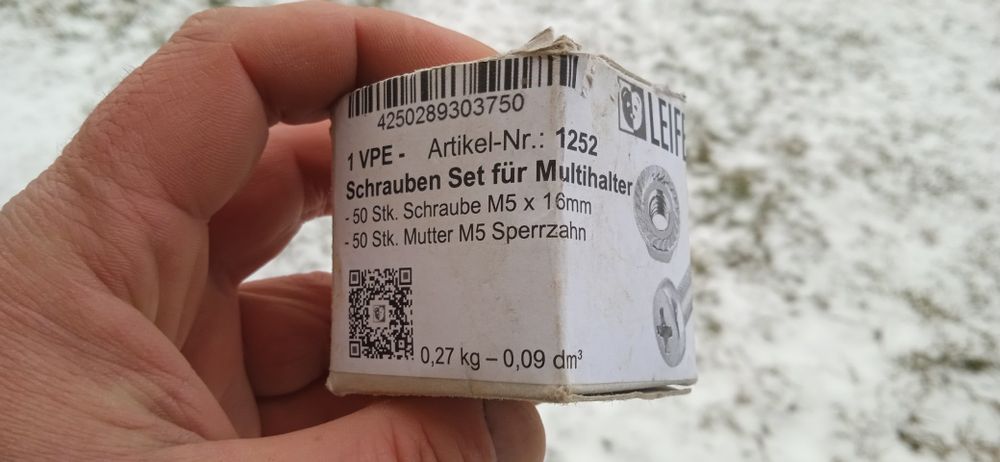 4250289303750
1 VPE - Artikel-Nr.: 1252
Schrauben Set für Multihalter
- 50 Stk. Schraube M5 x 16mm
- 50 Stk. Mutter M5 Sperrzahn
0,27 kg – 0,09 dm³
LEIFE